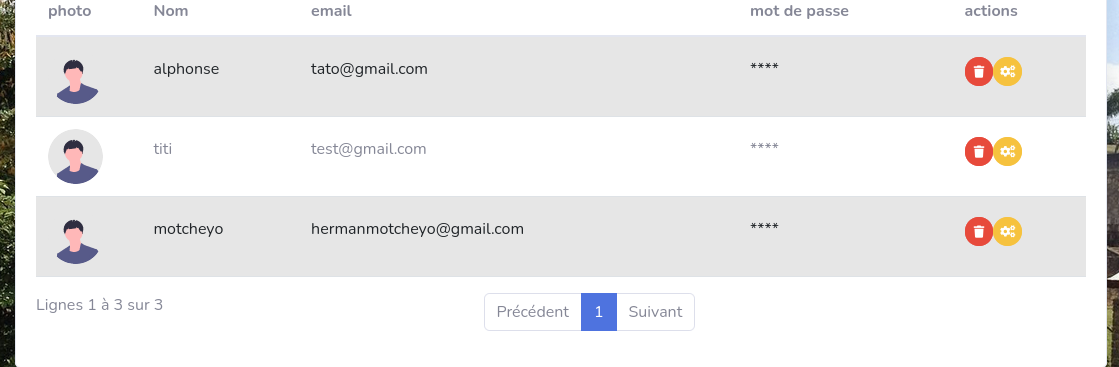 photo Nom email mot de passe actions
alphonse tato@gmail.com ****
titi test@gmail.com ****
motcheyo hermanmotcheyo@gmail.com ****
Lignes 1 à 3 sur 3 Précédent 1 Suivant